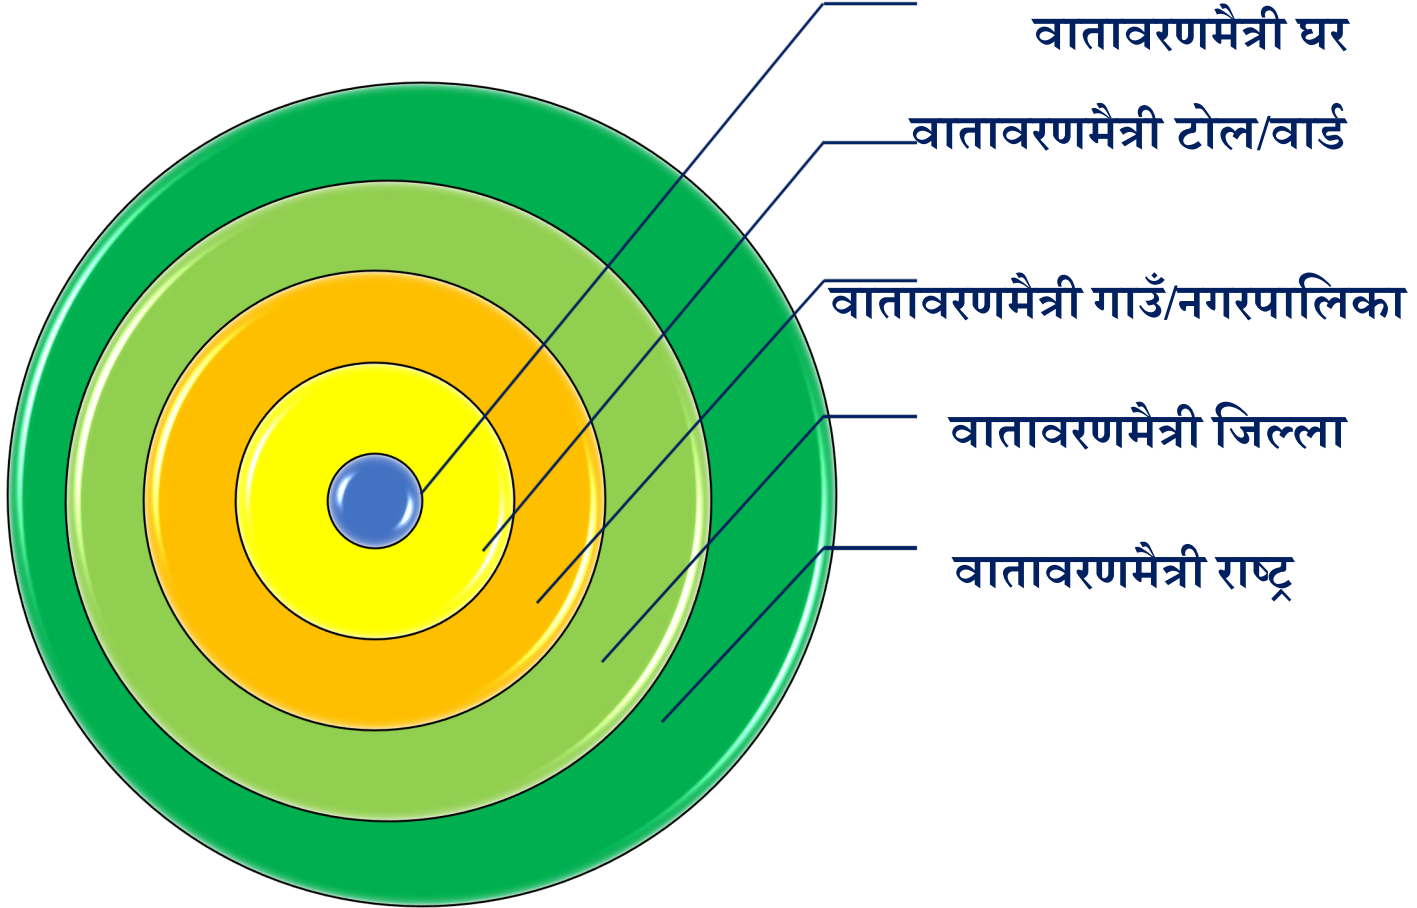 वातावरणमैत्री घर
वातावरणमैत्री टोल/वार्ड
वातावरणमैत्री गाउँ/नगरपालिका
वातावरणमैत्री जिल्ला
वातावरणमैत्री राष्ट्र